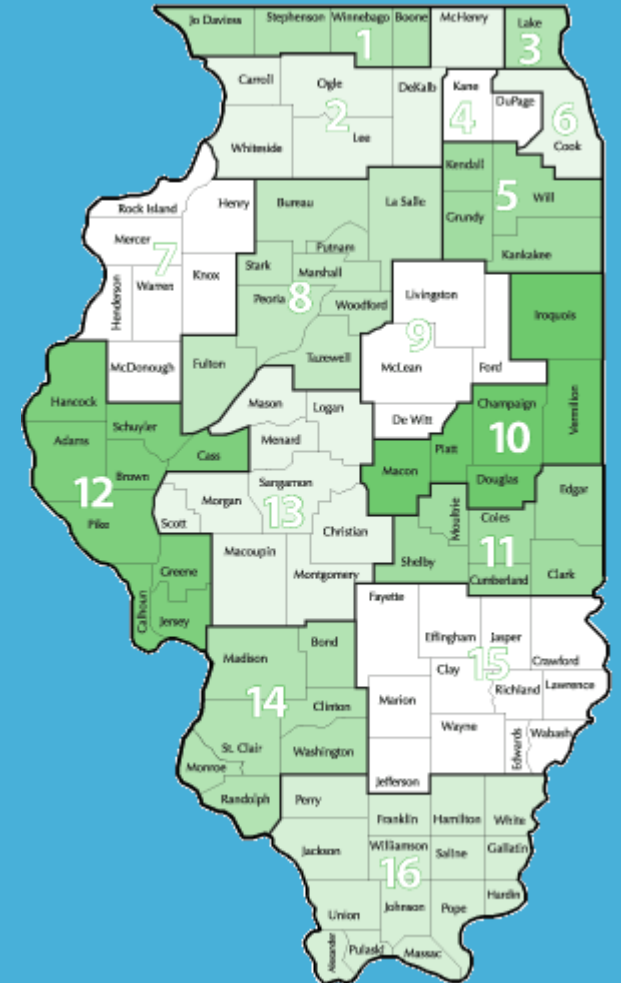 Jo Daviess
Stephenson
Winnebago
Boone
McHenry
Lake
1
3
Carroll
Ogle
DeKalb
Kane
DuPage
2
4
6
Lee
Whiteside
Cook
Kendall
5
Will
Grundy
Kankakee
Rock Island
Henry
Bureau
La Salle
Mercer
7
Putnam
Stark
Marshall
Knox
Warren
Henderson
Peoria
8
Woodford
Livingston
9
Iroquois
McDonough
Fulton
Tazewell
McLean
Ford
Hancock
Mason
Logan
De Witt
Champaign
Vermilion
Adams
Schuyler
Menard
10
Cass
Piatt
Macon
Douglas
12
Brown
Sangamon
Edgar
Pike
Scott
Morgan
13
Christian
Moultrie
Coles
11
Macoupin
Shelby
Greene
Montgomery
Cumberland
Clark
Calhoun
Jersey
Fayette
Bond
Effingham
Jasper
Madison
15
Crawford
Clay
Richland
Lawrence
14
Clinton
Marion
Wayne
Edwards
Wabash
St. Clair
Washington
Monroe
Jefferson
Randolph
Perry
Franklin
Hamilton
White
Jackson
Williamson
Saline
Gallatin
16
Hardin
Union
Johnson
Pope
Alexander
Pulaski
Massac